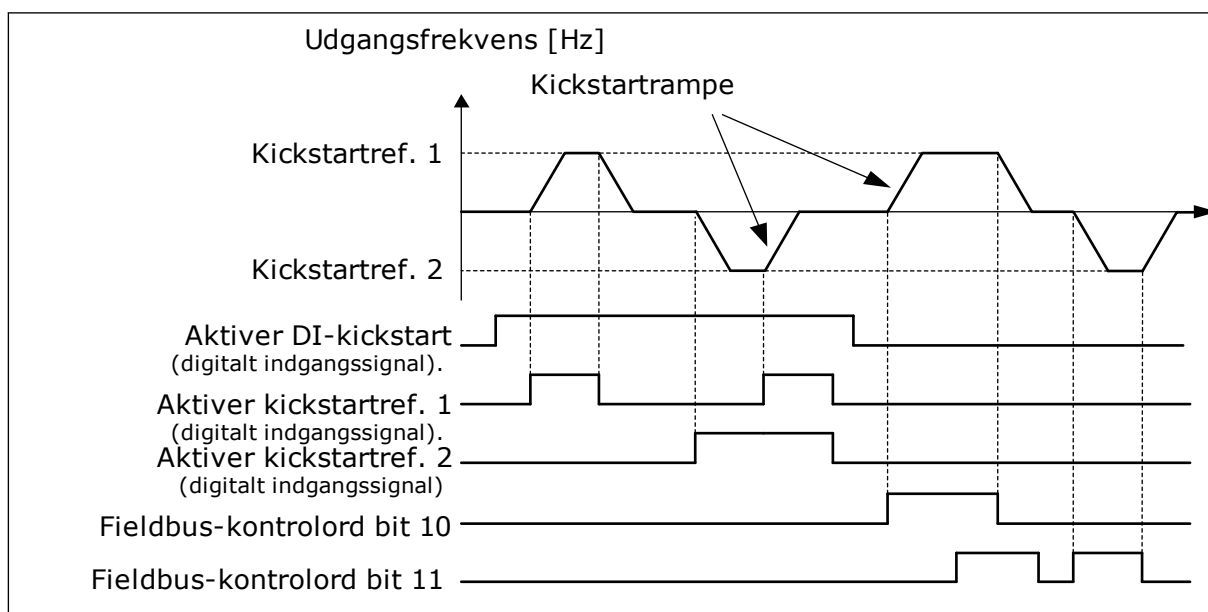 Udgangsfrekvens [Hz]
Kickstartrampe
Kickstartref. 1
Kickstartref. 2
Aktiver DI-kickstart
(digitalt indgangssignal).
Aktiver kickstartref. 1
(digitalt indgangssignal).
Aktiver kickstartref. 2
(digitalt indgangssignal)
Fieldbus-kontrolord bit 10
Fieldbus-kontrolord bit 11